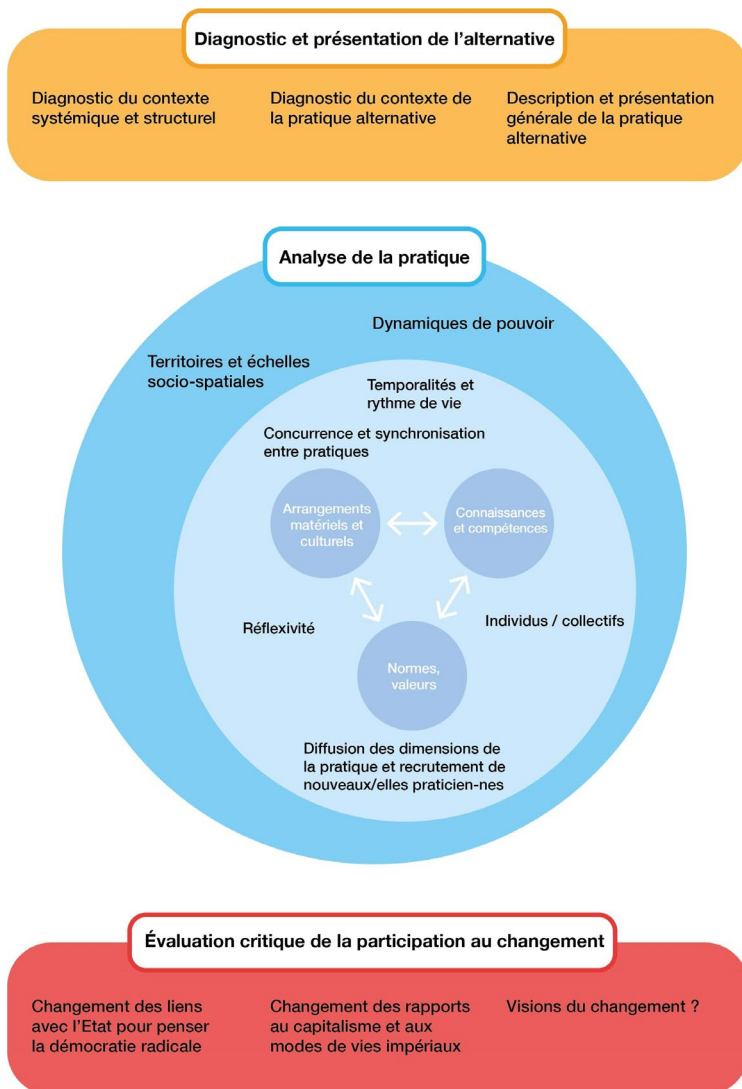 Diagnostic et présentation de l'alternative
Diagnostic du contexte
systémique et structurel
Diagnostic du contexte de
la pratique alternative
Description et présentation
générale de la pratique
alternative
Analyse de la pratique
Dynamiques de pouvoir
Territoires et échelles
socio-spatiales
Temporalités et
rythme de vie
Concurrence et synchronisation
entre pratiques
Arrangements
matériels et
culturels
Connaissances
et compétences
Réflexivité
Individus / collectifs
Normes,
valeurs
Diffusion des dimensions de
la pratique et recrutement de
nouveaux/elles praticien-nes
Évaluation critique de la participation au changement
Changement des liens
avec l'Etat pour penser
la démocratie radicale
Changement des rapports
au capitalisme et aux
modes de vies impériaux
Visions du changement ?